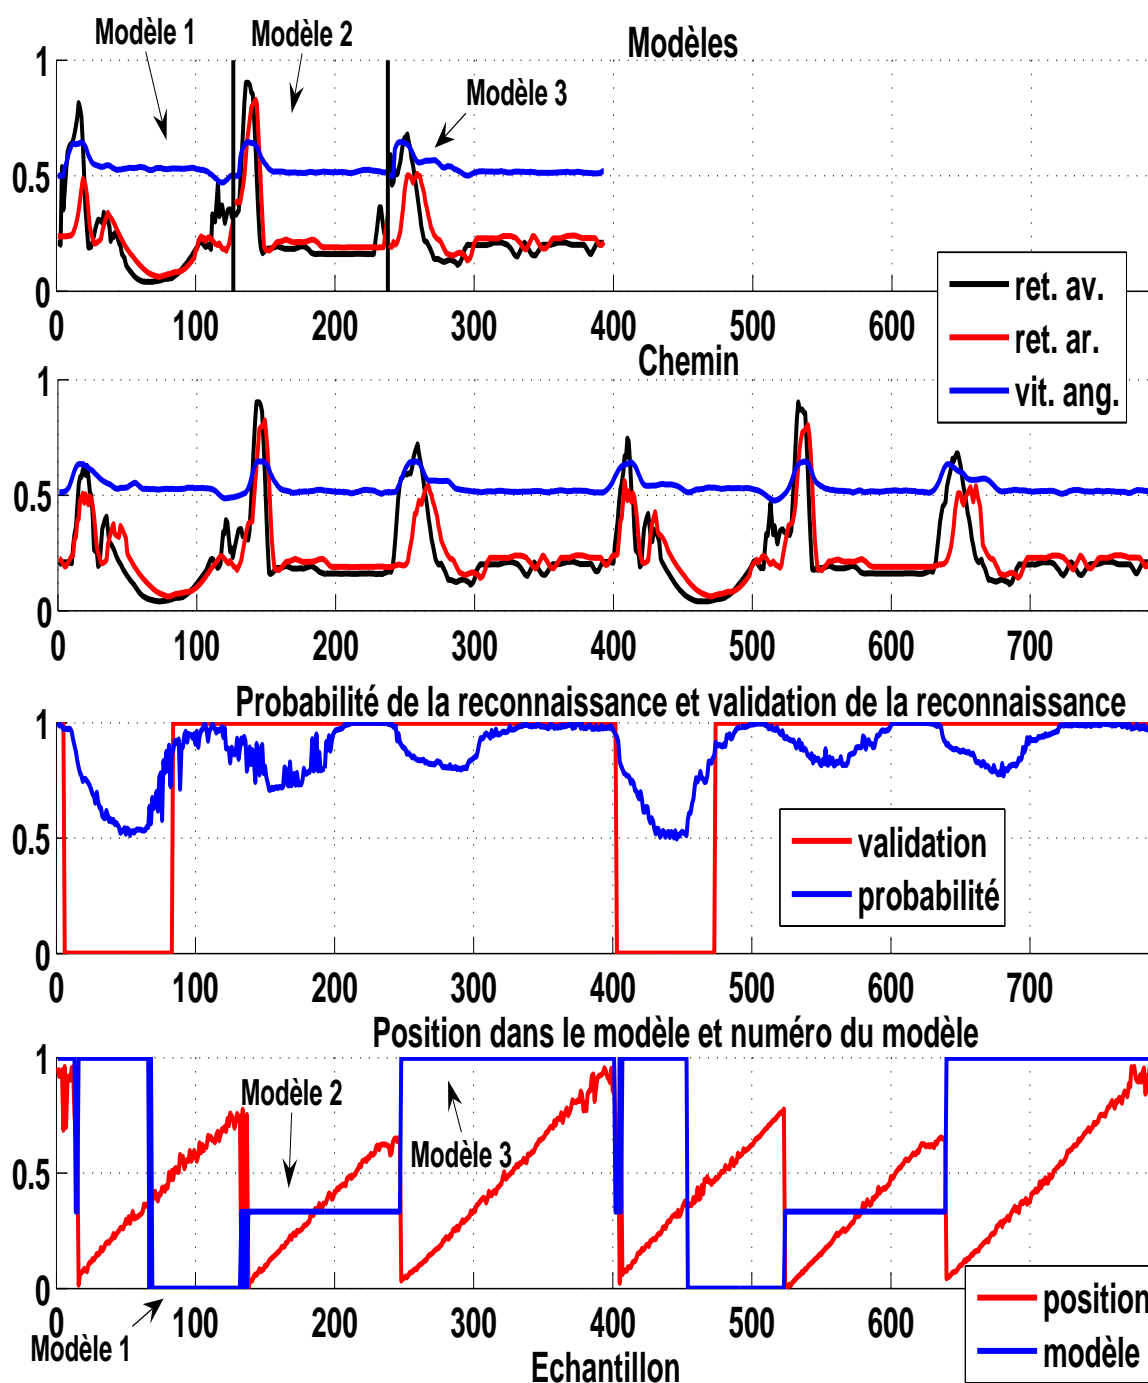 Modèle 1
Modèle 2
Modèles
Modèle 3
1
0.5
0
0 100 200 300 400 500 600
ret. av.
ret. ar.
vit. ang.
Chemin
1
0.5
0
0 100 200 300 400 500 600 700
Probabilité de la reconnaissance et validation de la reconnaissance
1
0.5
0
validation
probabilité
0 100 200 300 400 500 600 700
Position dans le modèle et numéro du modèle
1
0.5
0
Modèle 2
Modèle 3
Modèle 1
0 100 200 300 400 500 600
position
modèle
Echantillon